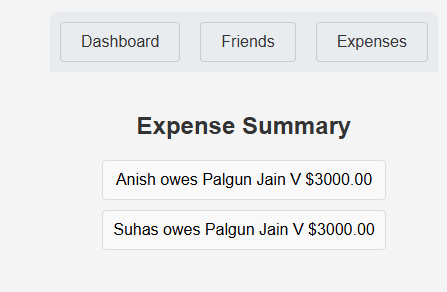 Dashboard Friends Expenses
Expense Summary
Anish owes Palgun Jain V $3000.00
Suhas owes Palgun Jain V $3000.00